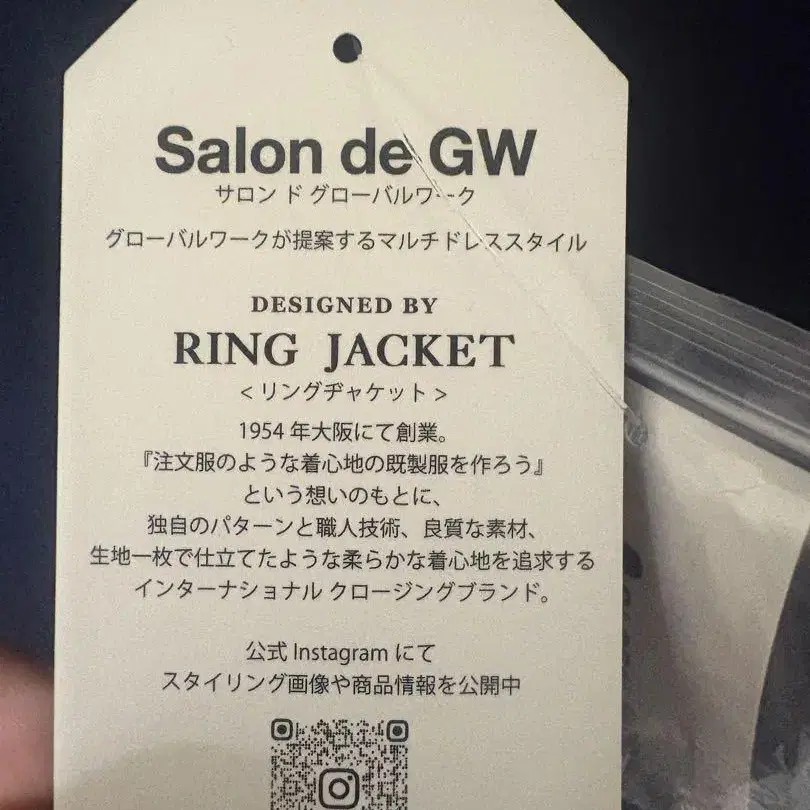 Salon de GW
サロン ド グローバルワーク
グローバルワークが提案するマルチドレススタイル
DESIGNED BY
RING JACKET
<リングヂャケット>
1954年大阪にて創業。
『注文服のような着心地の既製服を作ろう』
という想いのもとに、
独自のパターンと職人技術、良質な素材、
生地一枚で仕立てたような柔らかな着心地を追求する
インターナショナル クロージングブランド。
公式 Instagram にて
スタイリング画像や商品情報を公開中